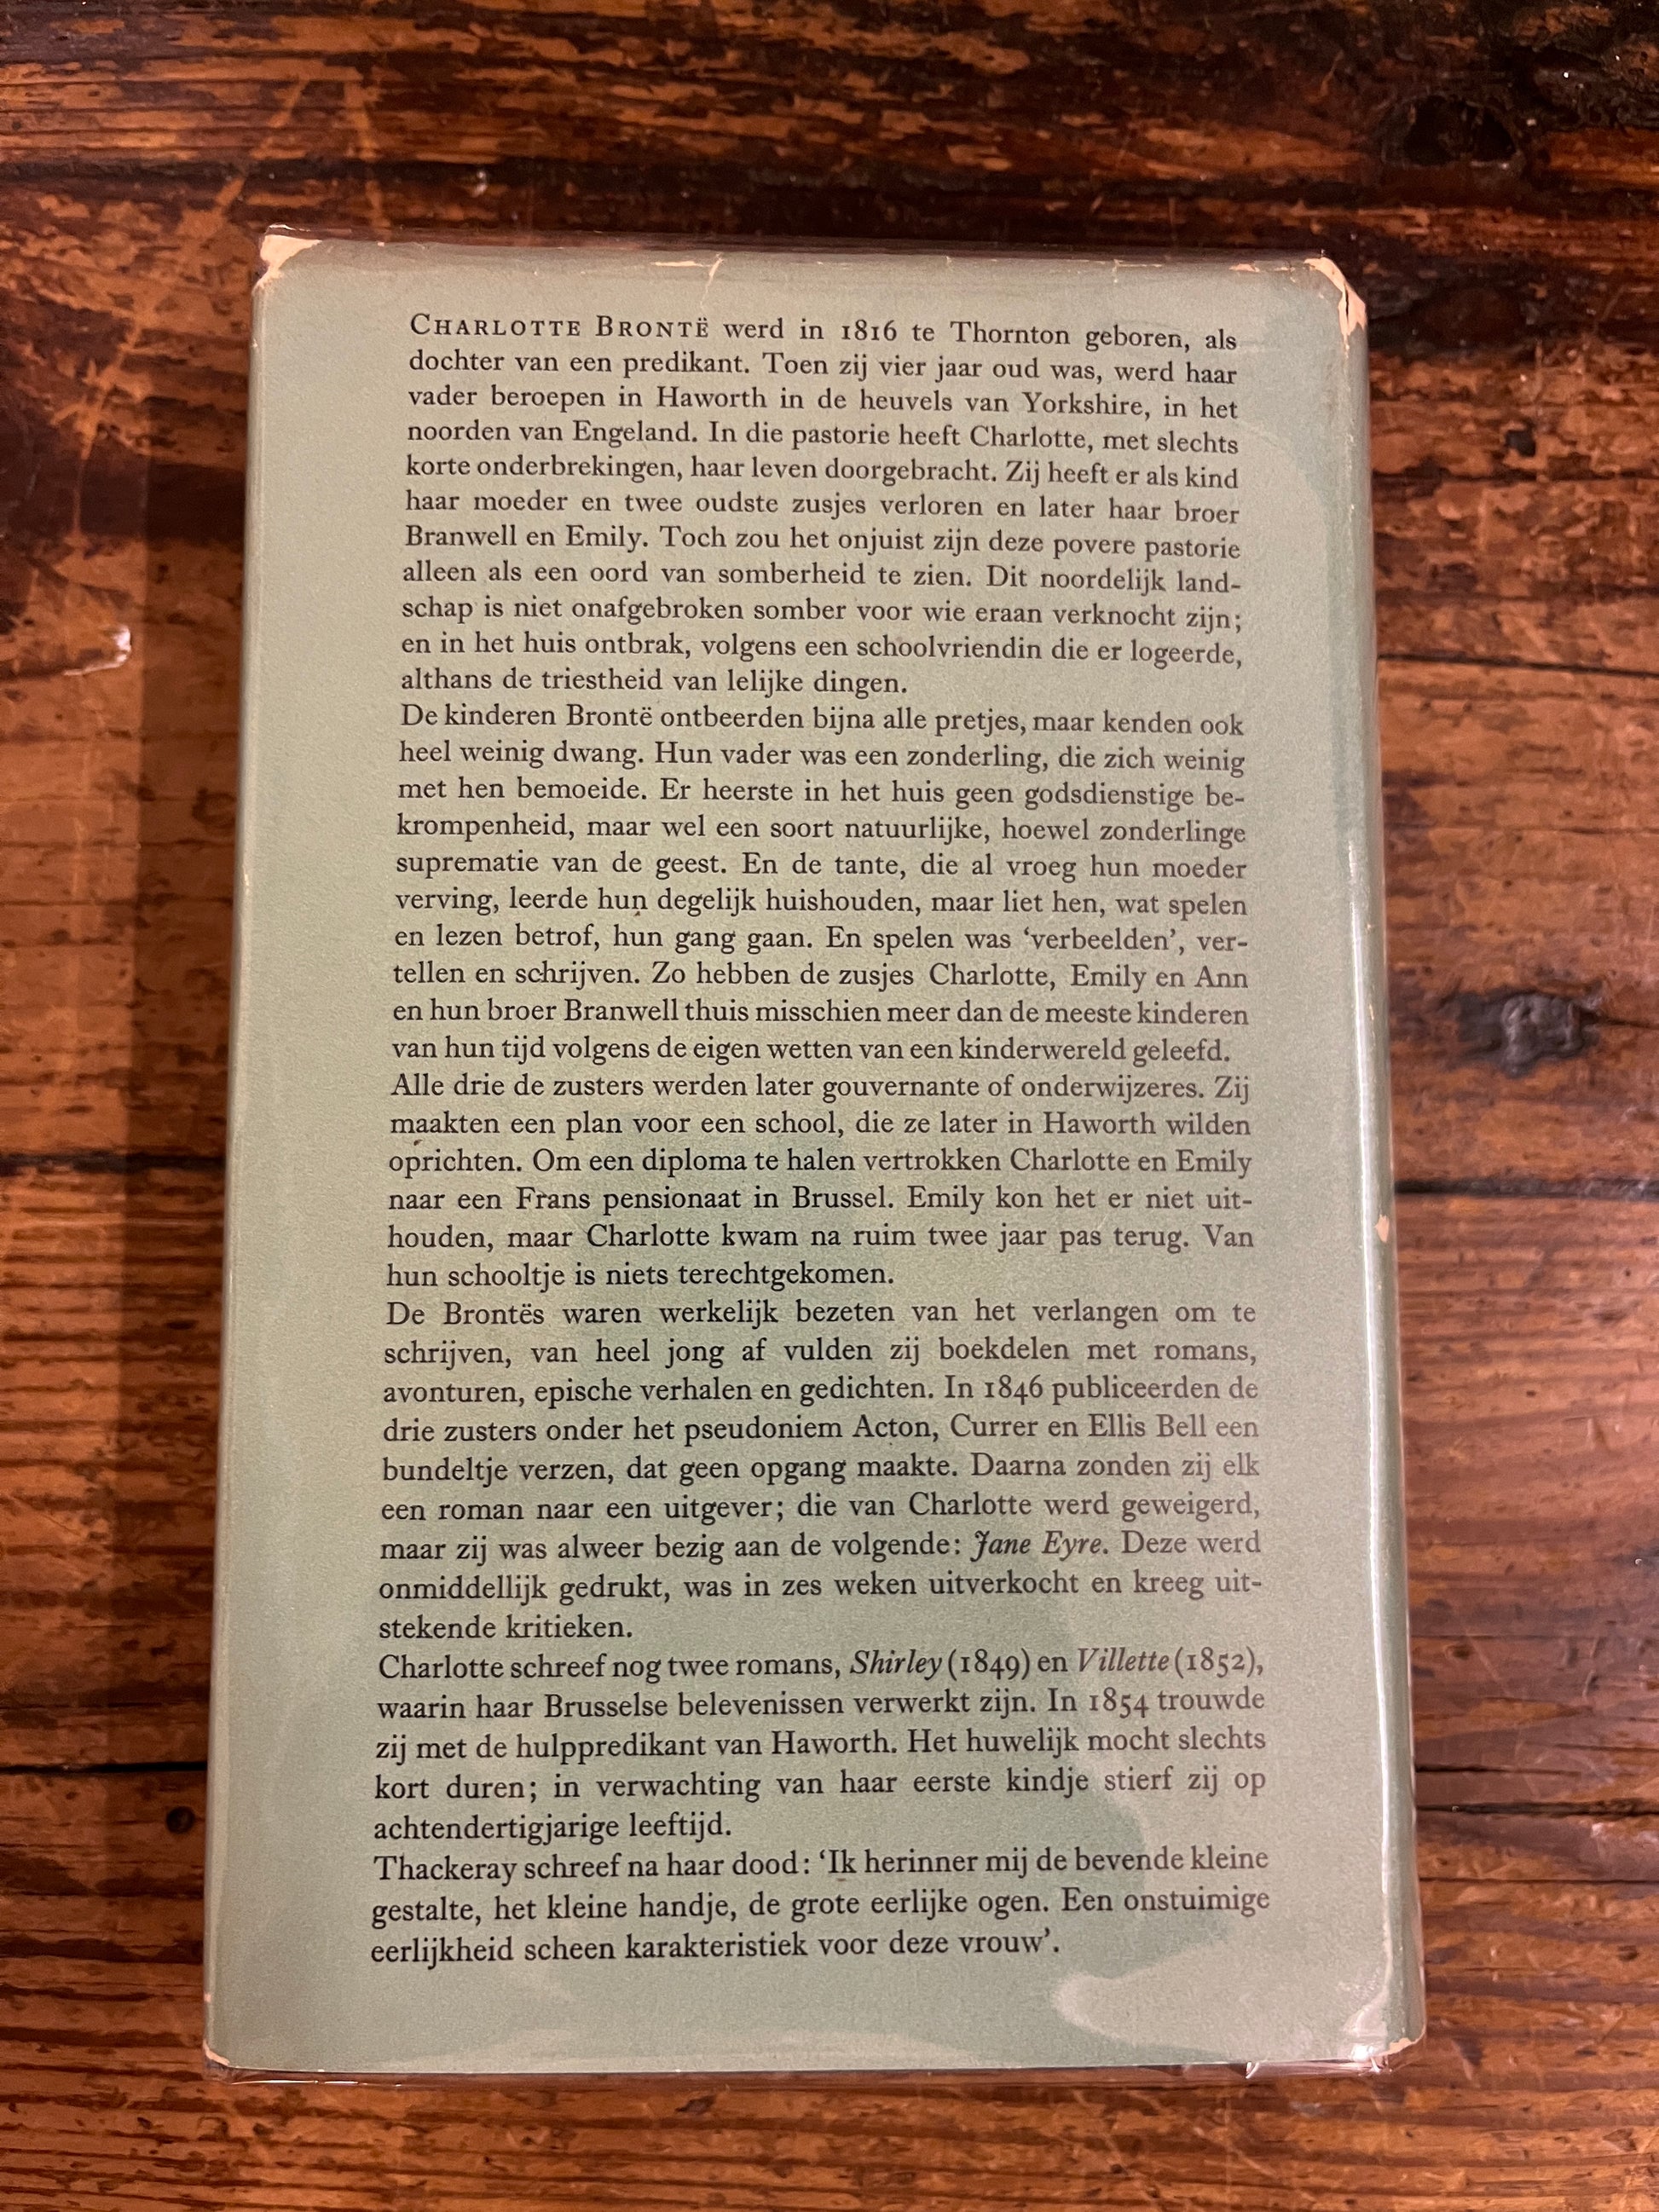 CHARLOTTE BRONTË werd in 1816 te Thornton geboren, als
dochter van een predikant. Toen zij vier jaar oud was, werd haar
vader beroepen in Haworth in de heuvels van Yorkshire, in het
noorden van Engeland. In die pastorie heeft Charlotte, met slechts
korte onderbrekingen, haar leven doorgebracht. Zij heeft er als kind
haar moeder en twee oudste zusjes verloren en later haar broer
Branwell en Emily. Toch zou het onjuist zijn deze povere pastorie
alleen als een oord van somberheid te zien. Dit noordelijk land-
schap is niet onafgebroken somber voor wie eraan verknocht zijn;
en in het huis ontbrak, volgens een schoolvriendin die er logeerde,
althans de triestheid van lelijke dingen.
De kinderen Brontë ontbeerden bijna alle pretjes, maar kenden ook
heel weinig dwang. Hun vader was een zonderling, die zich weinig
met hen bemoeide. Er heerste in het huis geen godsdienstige be-
krompenheid, maar wel een soort natuurlijke, hoewel zonderlinge
suprematie van de geest. En de tante, die al vroeg hun moeder
verving, leerde hun degelijk huishouden, maar liet hen, wat spelen
en lezen betrof, hun gang gaan. En spelen was ‘verbeelden’, ver-
tellen en schrijven. Zo hebben de zusjes Charlotte, Emily en Ann
en hun broer Branwell thuis misschien meer dan de meeste kinderen
van hun tijd volgens de eigen wetten van een kinderwereld geleefd.
Alle drie de zusters werden later gouvernante of onderwijzeres. Zij
maakten een plan voor een school, die ze later in Haworth wilden
oprichten. Om een diploma te halen vertrokken Charlotte en Emily
naar een Frans pensionaat in Brussel. Emily kon het er niet uit-
houden, maar Charlotte kwam na ruim twee jaar pas terug. Van
hun schooltje is niets terechtgekomen.
De Brontës waren werkelijk bezeten van het verlangen om te
schrijven, van heel jong af vulden zij boekdelen met romans,
avonturen, epische verhalen en gedichten. In 1846 publiceerden de
drie zusters onder het pseudoniem Acton, Currer en Ellis Bell een
bundeltje verzen, dat geen opgang maakte. Daarna zonden zij elk
een roman naar een uitgever; die van Charlotte werd geweigerd,
maar zij was alweer bezig aan de volgende: Jane Eyre. Deze werd
onmiddellijk gedrukt, was in zes weken uitverkocht en kreeg uit-
stekende kritieken.
Charlotte schreef nog twee romans, Shirley (1849) en Villette (1852),
waarin haar Brusselse belevenissen verwerkt zijn. In 1854 trouwde
zij met de hulppredikant van Haworth. Het huwelijk mocht slechts
kort duren; in verwachting van haar eerste kindje stierf zij op
achtendertigjarige leeftijd.
Thackeray schreef na haar dood: ‘Ik herinner mij de bevende kleine
gestalte, het kleine handje, de grote eerlijke ogen. Een onstuimige
eerlijkheid scheen karakteristiek voor deze vrouw’.